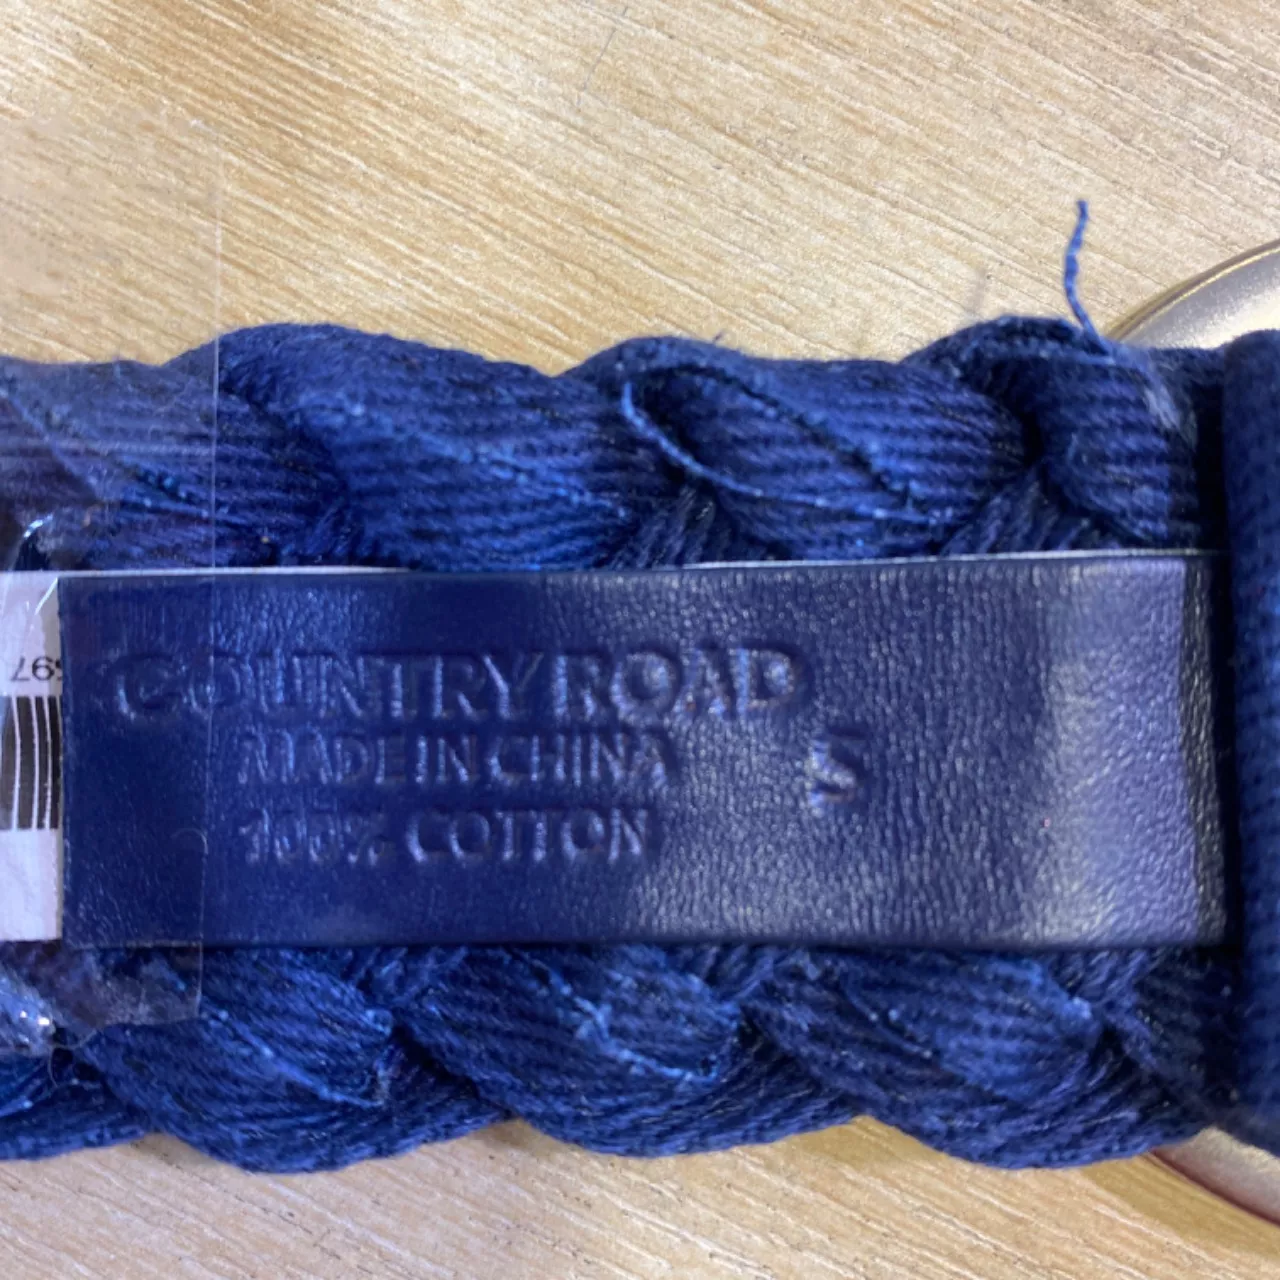 COUNTRY ROAD
MADE IN CHINA
100% COTTON
S